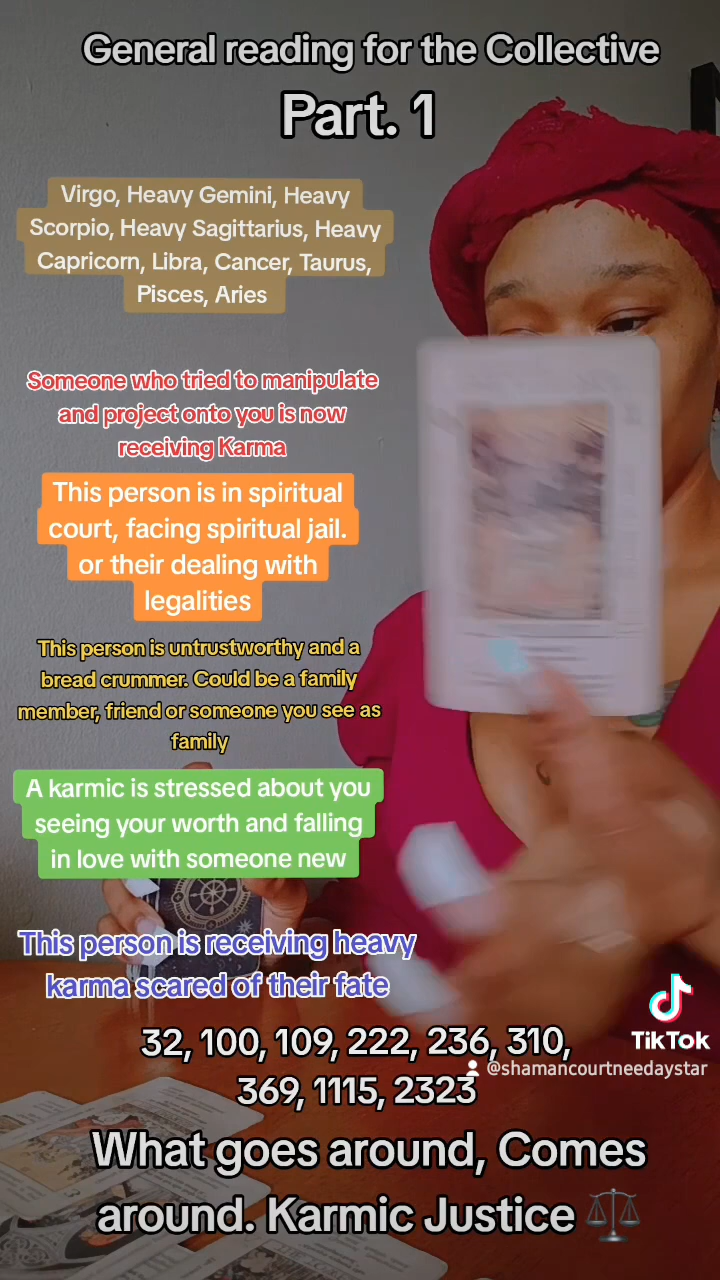 General reading for the Collective
Part. 1
Virgo, Heavy Gemini, Heavy
Scorpio, Heavy Sagittarius, Heavy
Capricorn, Libra, Cancer, Taurus,
Pisces, Aries
Someone who tried to manipulate
and project onto you is now
receiving Karma
This person is in spiritual
court, facing spiritual jail.
or their dealing with
legalities
This person is untrustworthy and a
bread crummer. Could be a family
member, friend or someone you see as
family
A karmic is stressed about you
seeing your worth and falling
in love with someone new
This person is receiving heavy
karma scared of their fate
32, 100, 109, 222, 236, 310,
369, 1115, 2323
TikTok
@shamancourtneedaystar
What goes around, Comes
around. Karmic Justice ⚖️